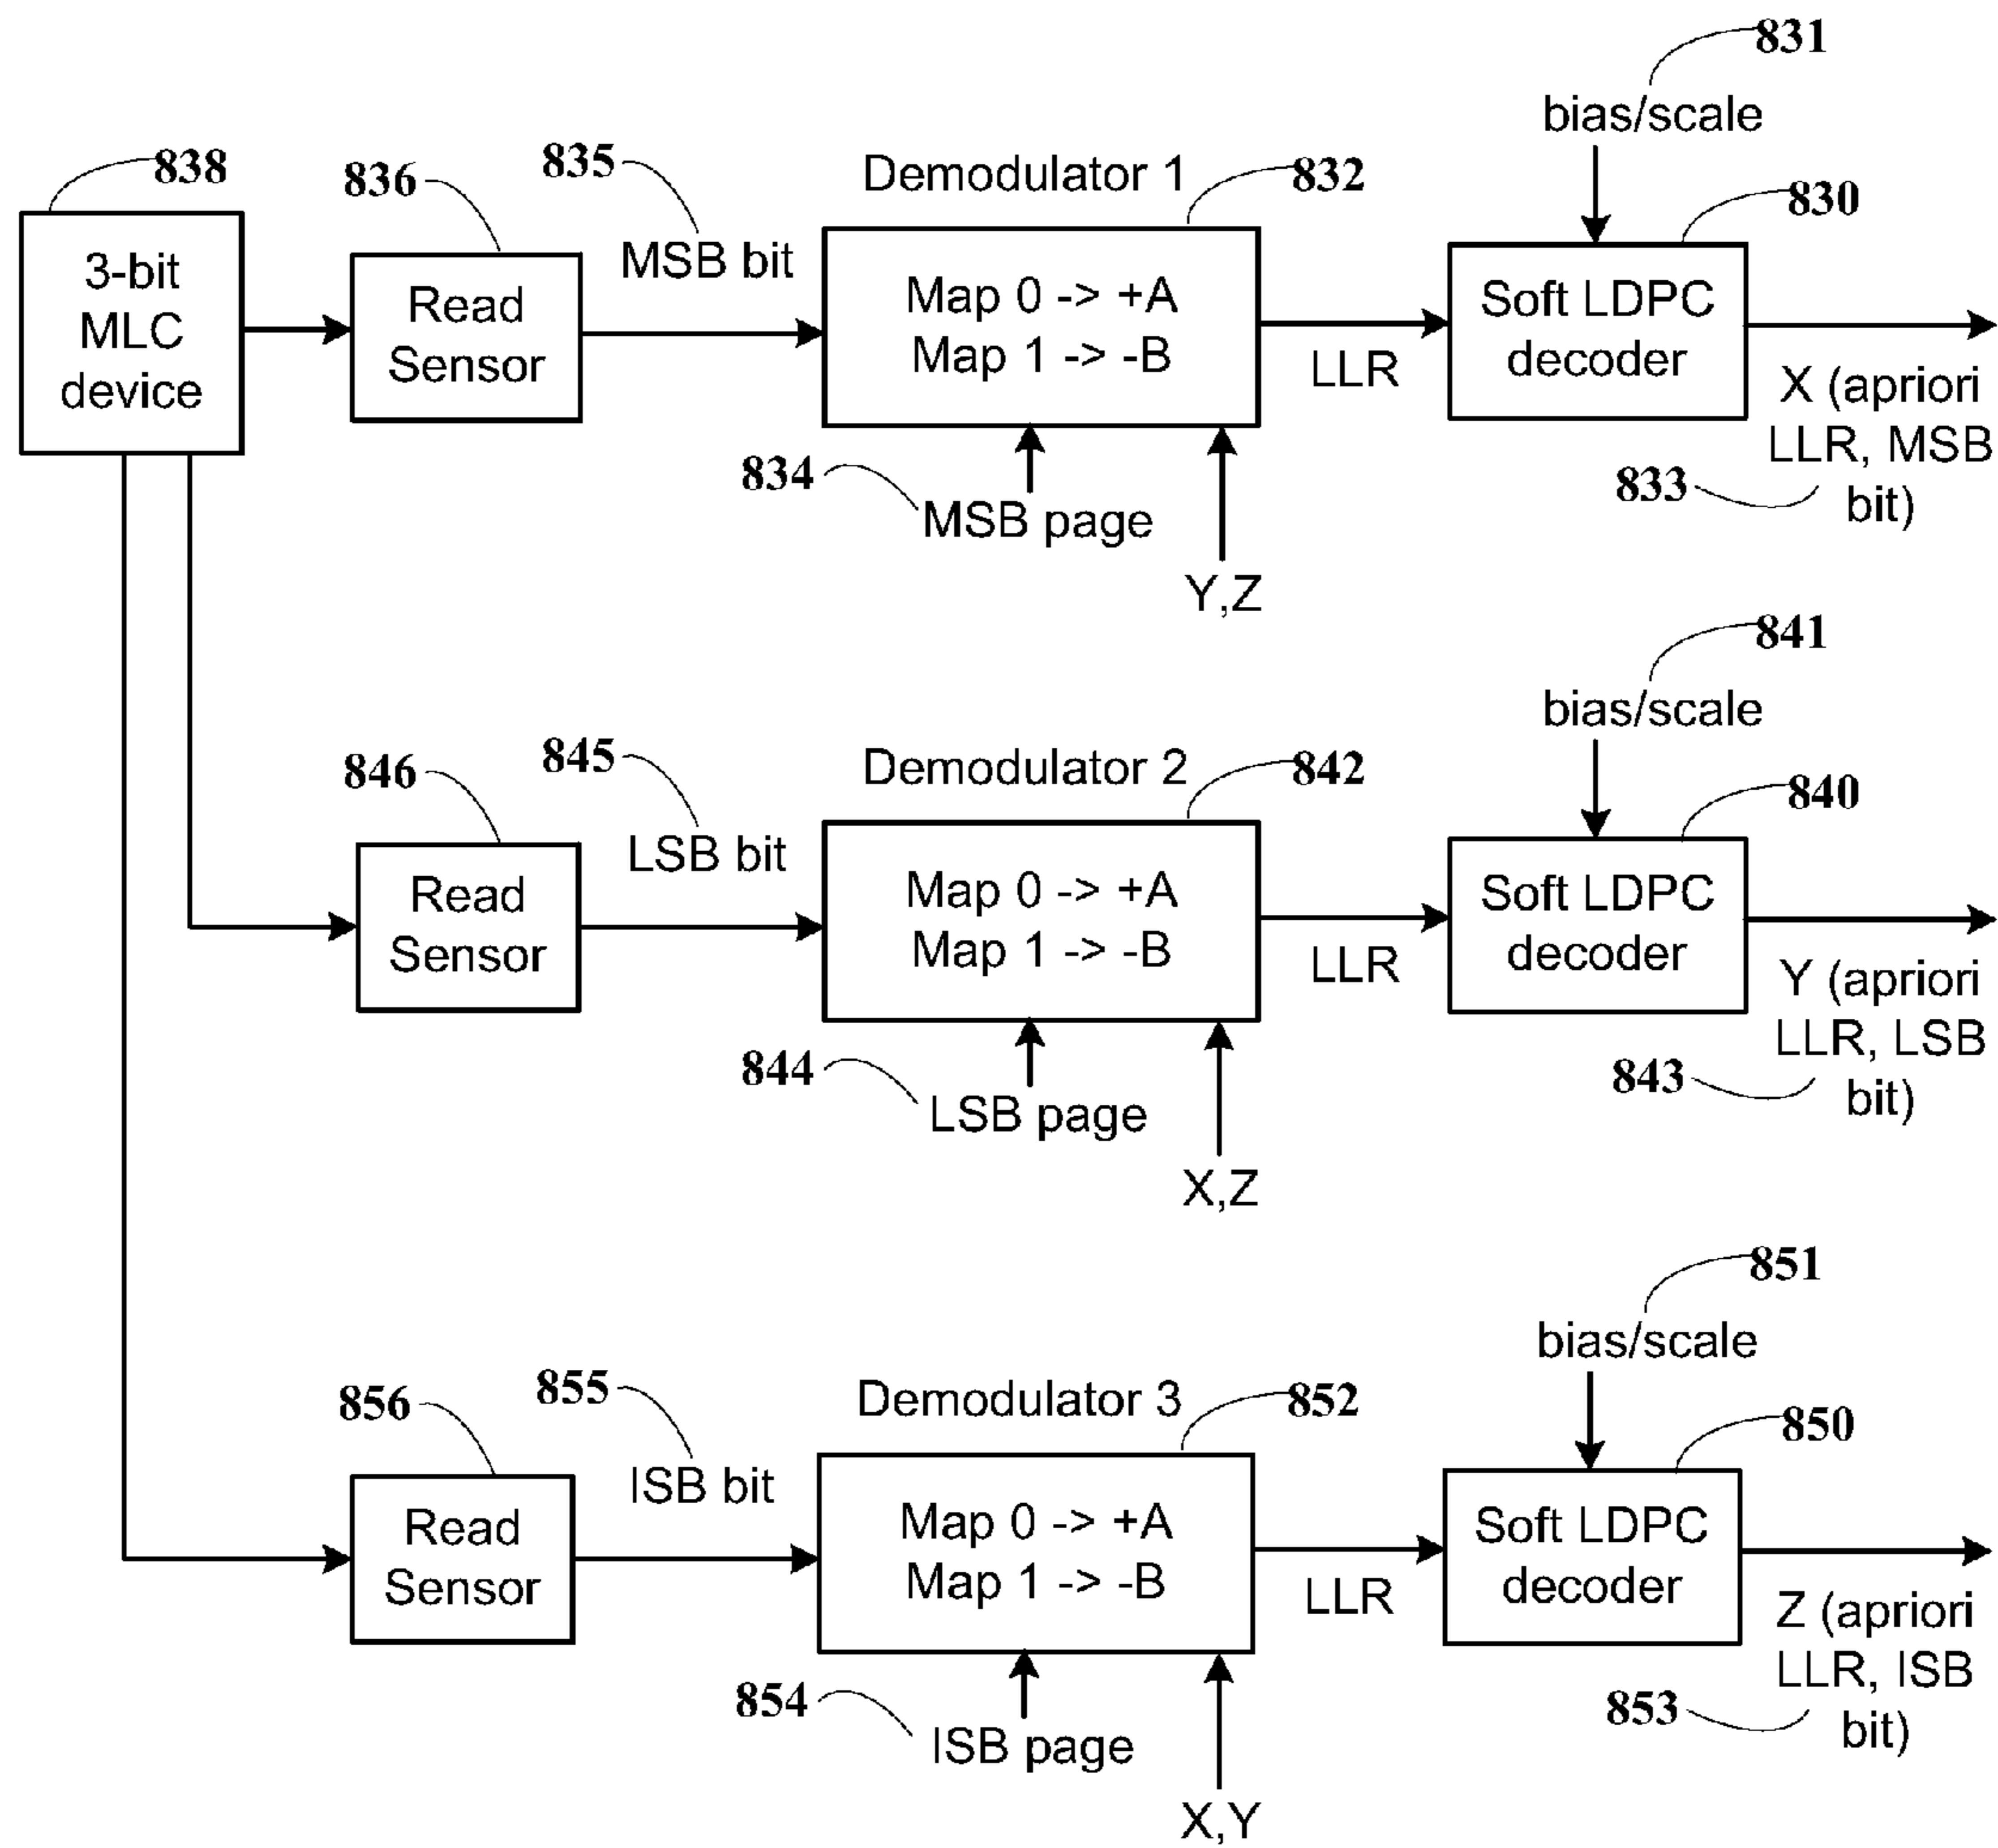 831
bias/scale
838
836
835
Demodulator 1
832
830
3-bit
MLC
device
Read
Sensor
MSB bit
Map 0 -> +A
Map 1 -> -B
LLR
Soft LDPC
decoder
X (apriori
LLR, MSB
bit)
833
834
MSB page
Y,Z
841
bias/scale
846
845
Demodulator 2
842
840
Read
Sensor
LSB bit
Map 0 -> +A
Map 1 -> -B
LLR
Soft LDPC
decoder
Y (apriori
LLR, LSB
bit)
843
844
LSB page
X,Z
851
bias/scale
856
855
Demodulator 3
852
850
Read
Sensor
ISB bit
Map 0 -> +A
Map 1 -> -B
LLR
Soft LDPC
decoder
Z (apriori
LLR, ISB
bit)
853
854
ISB page
X,Y